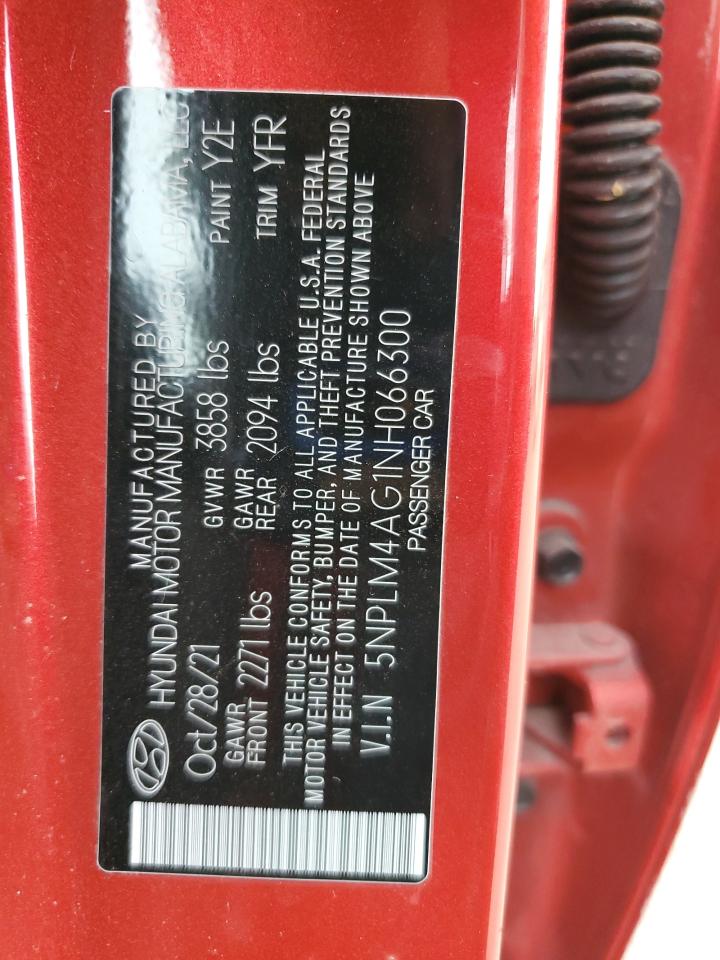 MANUFACTURED BY
HYUNDAI MOTOR MANUFACTURING ALABAMA, LLC
Oct/28/21 GVWR 3858 lbs PAINT Y2E
GAWR FRONT 2271 lbs GAWR REAR 2094 lbs TRIM YFR
THIS VEHICLE CONFORMS TO ALL APPLICABLE U.S.A. FEDERAL
MOTOR VEHICLE SAFETY, BUMPER, AND THEFT PREVENTION STANDARDS
IN EFFECT ON THE DATE OF MANUFACTURE SHOWN ABOVE
V.I.N 5NPLM4AG1NH066300
PASSENGER CAR